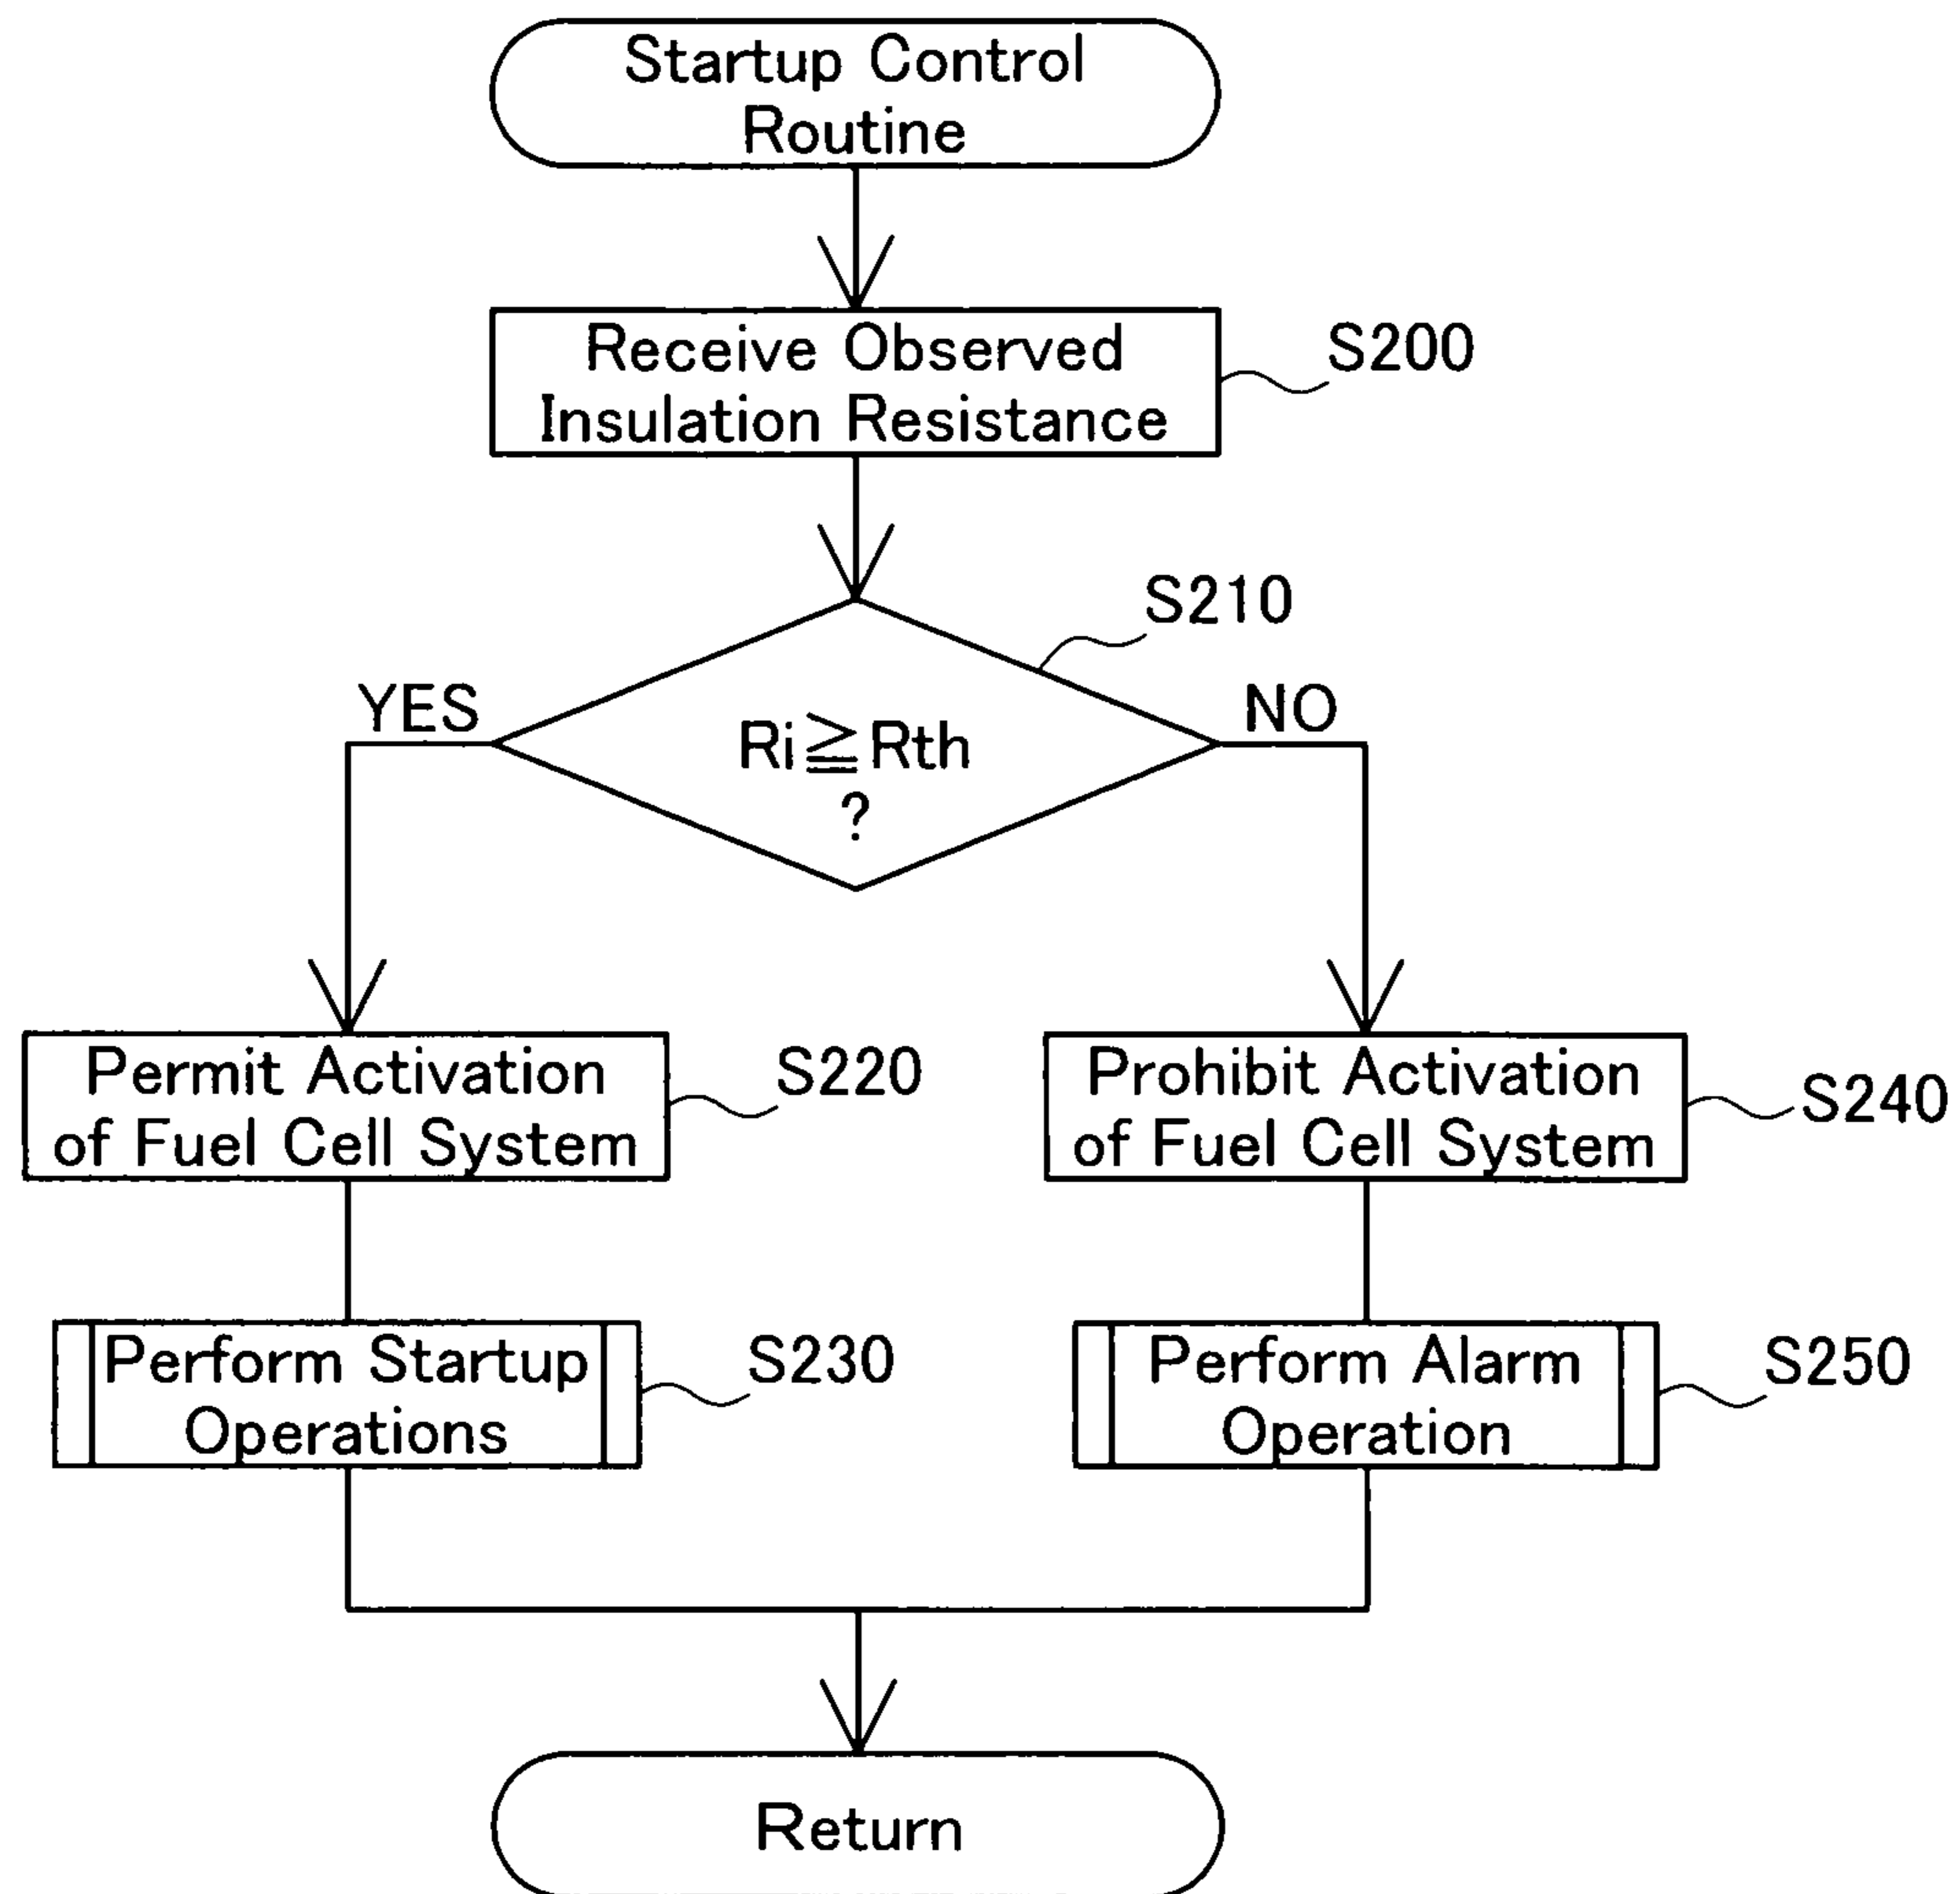 Startup Control
Routine
Receive Observed
Insulation Resistance
S200
S210
YES
NO
Ri≧Rth
?
Permit Activation
of Fuel Cell System
S220
Prohibit Activation
of Fuel Cell System
S240
Perform Startup
Operations
S230
Perform Alarm
Operation
S250
Return